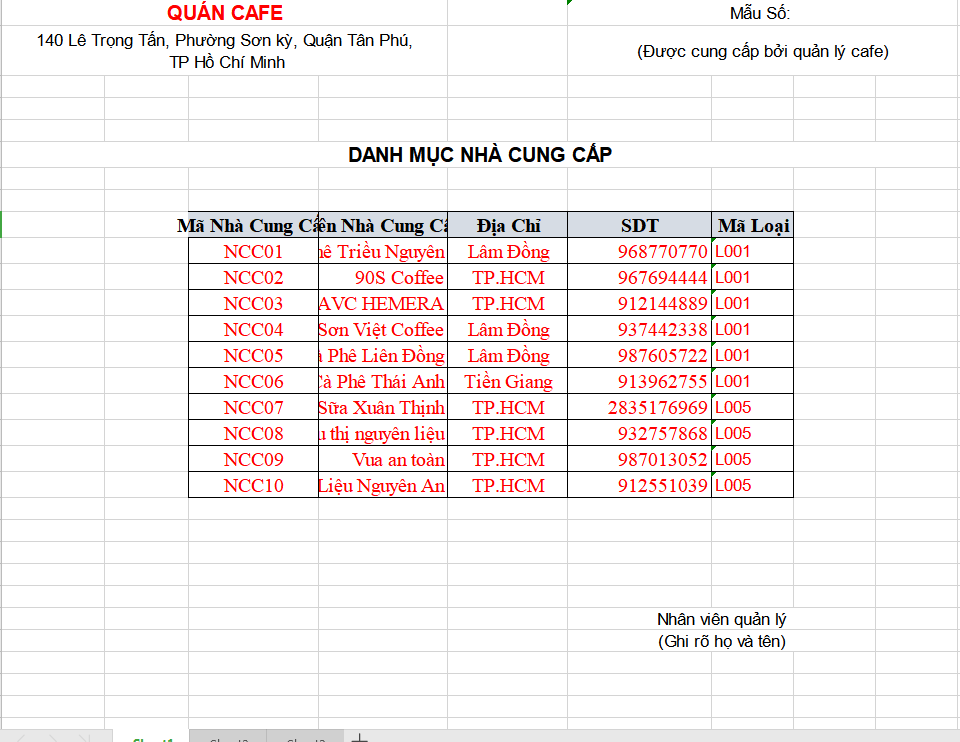 QUÁN CAFE
Mẫu Số:
140 Lê Trọng Tấn, Phường Sơn kỳ, Quận Tân Phú,
TP Hồ Chí Minh
(Được cung cấp bởi quản lý cafe)
DANH MỤC NHÀ CUNG CẤP
Mã Nhà Cung Nhà Cung Địa Chỉ SDT Mã Loại
NCC01 Triều Nguyên Lâm Đồng 968770770 L001
NCC02 90S Coffee TP.HCM 967694444 L001
NCC03 AVC HEMERA TP.HCM 912144889 L001
NCC04 Sơn Việt Coffee Lâm Đồng 937442338 L001
NCC05 Phê Liên Đồng Lâm Đồng 987605722 L001
NCC06 Phê Thái Anh Tiền Giang 913962755 L001
NCC07 Sữa Xuân Thịnh TP.HCM 2835176969 L005
NCC08 thị nguyên liệu TP.HCM 932757868 L005
NCC09 Vua an toàn TP.HCM 987013052 L005
NCC10 Liệu Nguyên An TP.HCM 912551039 L005
Nhân viên quản lý
(Ghi rõ họ và tên)